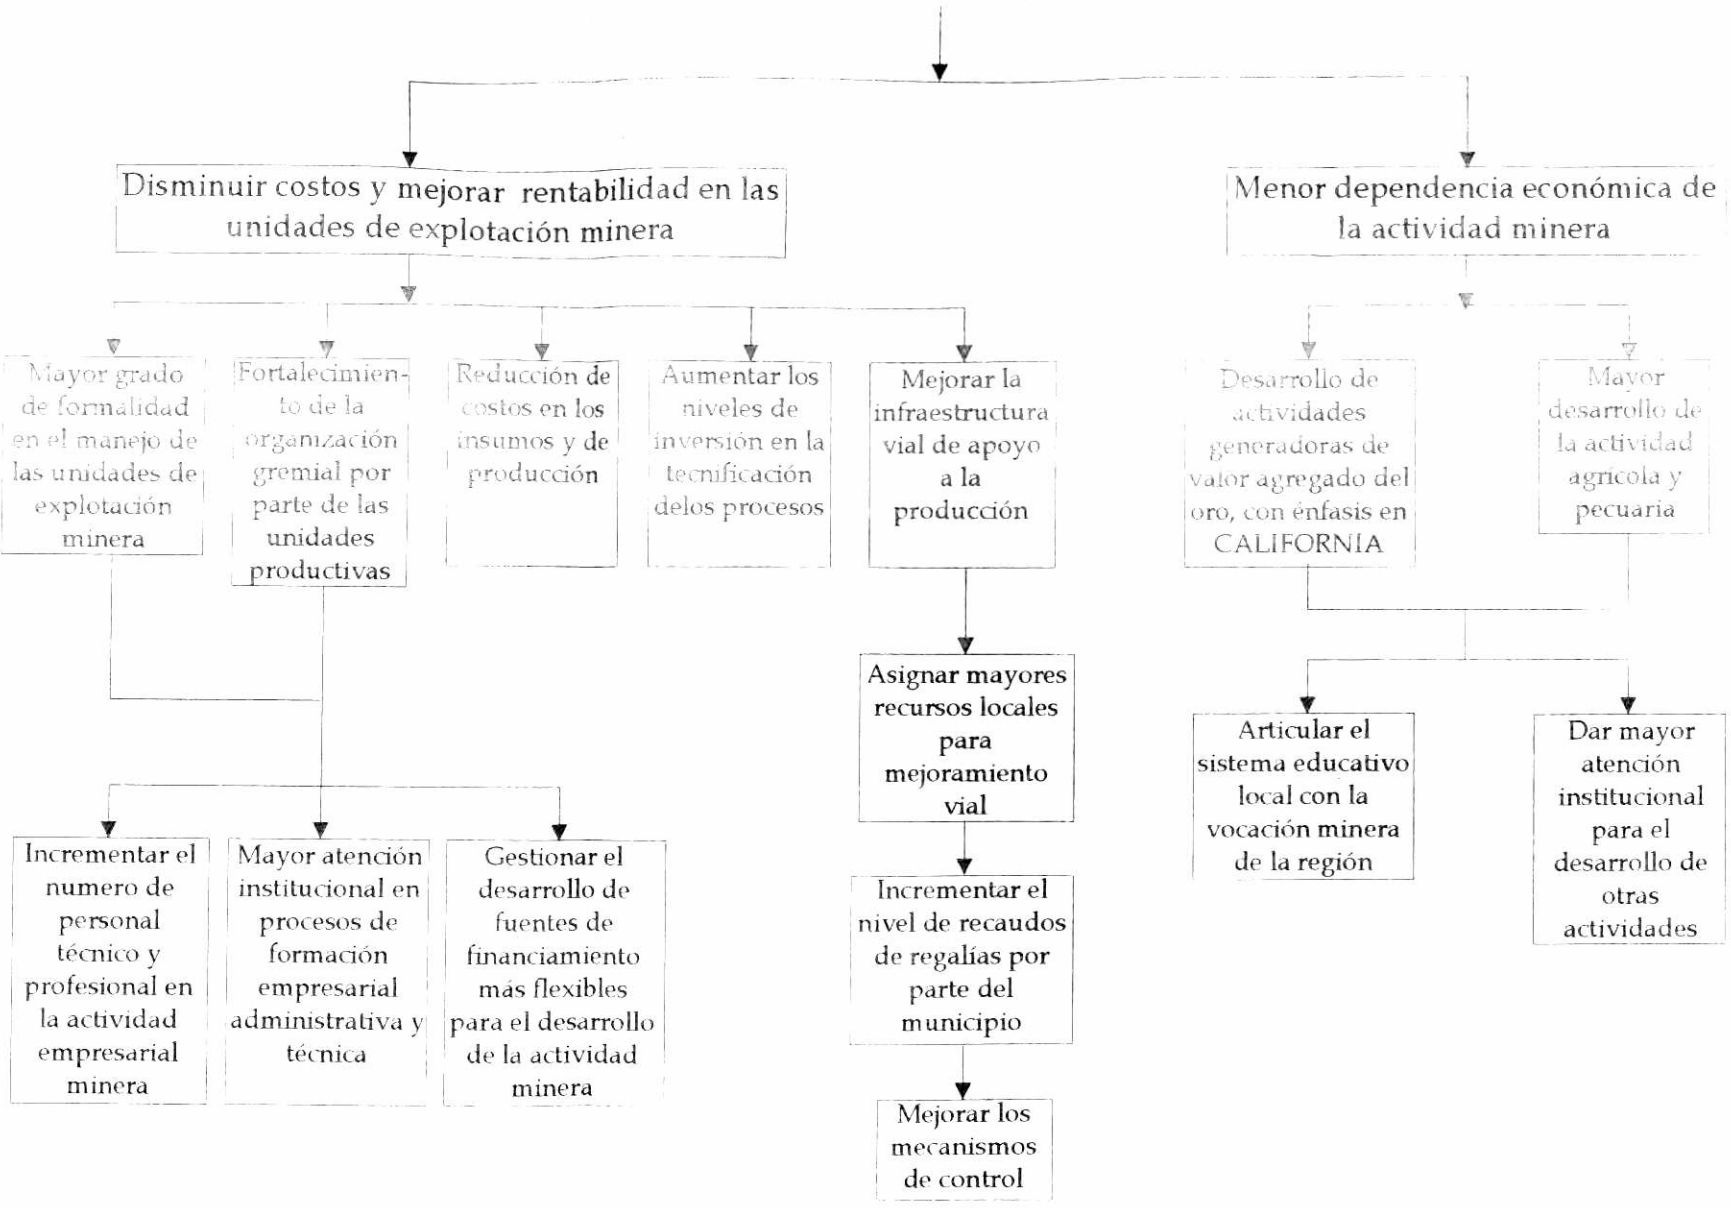 Disminuir costos y mejorar rentabilidad en las
unidades de explotación minera
Menor dependencia económica de
la actividad minera
Mayor grado
de formalidad
en el manejo de
las unidades de
explotación
minera
Fortalecimien-
to de la
organización
gremial por
parte de las
unidades
productivas
Reducción de
costos en los
insumos y de
producción
Aumentar los
niveles de
inversión en la
tecnificación
delos procesos
Mejorar la
infraestructura
vial de apoyo
a la
producción
Desarrollo de
actividades
generadoras de
valor agregado del
oro, con énfasis en
CALIFORNIA
Mayor
desarrollo de
la actividad
agrícola y
pecuaria
Asignar mayores
recursos locales
para
mejoramiento
vial
Articular el
sistema educativo
local con la
vocación minera
de la región
Dar mayor
atención
institucional
para el
desarrollo de
otras
actividades
Incrementar el
numero de
personal
técnico y
profesional en
la actividad
empresarial
minera
Mayor atención
institucional en
procesos de
formación
empresarial
administrativa y
técnica
Gestionar el
desarrollo de
fuentes de
financiamiento
más flexibles
para el desarrollo
de la actividad
minera
Incrementar el
nivel de recaudos
de regalías por
parte del
municipio
Mejorar los
mecanismos
de control